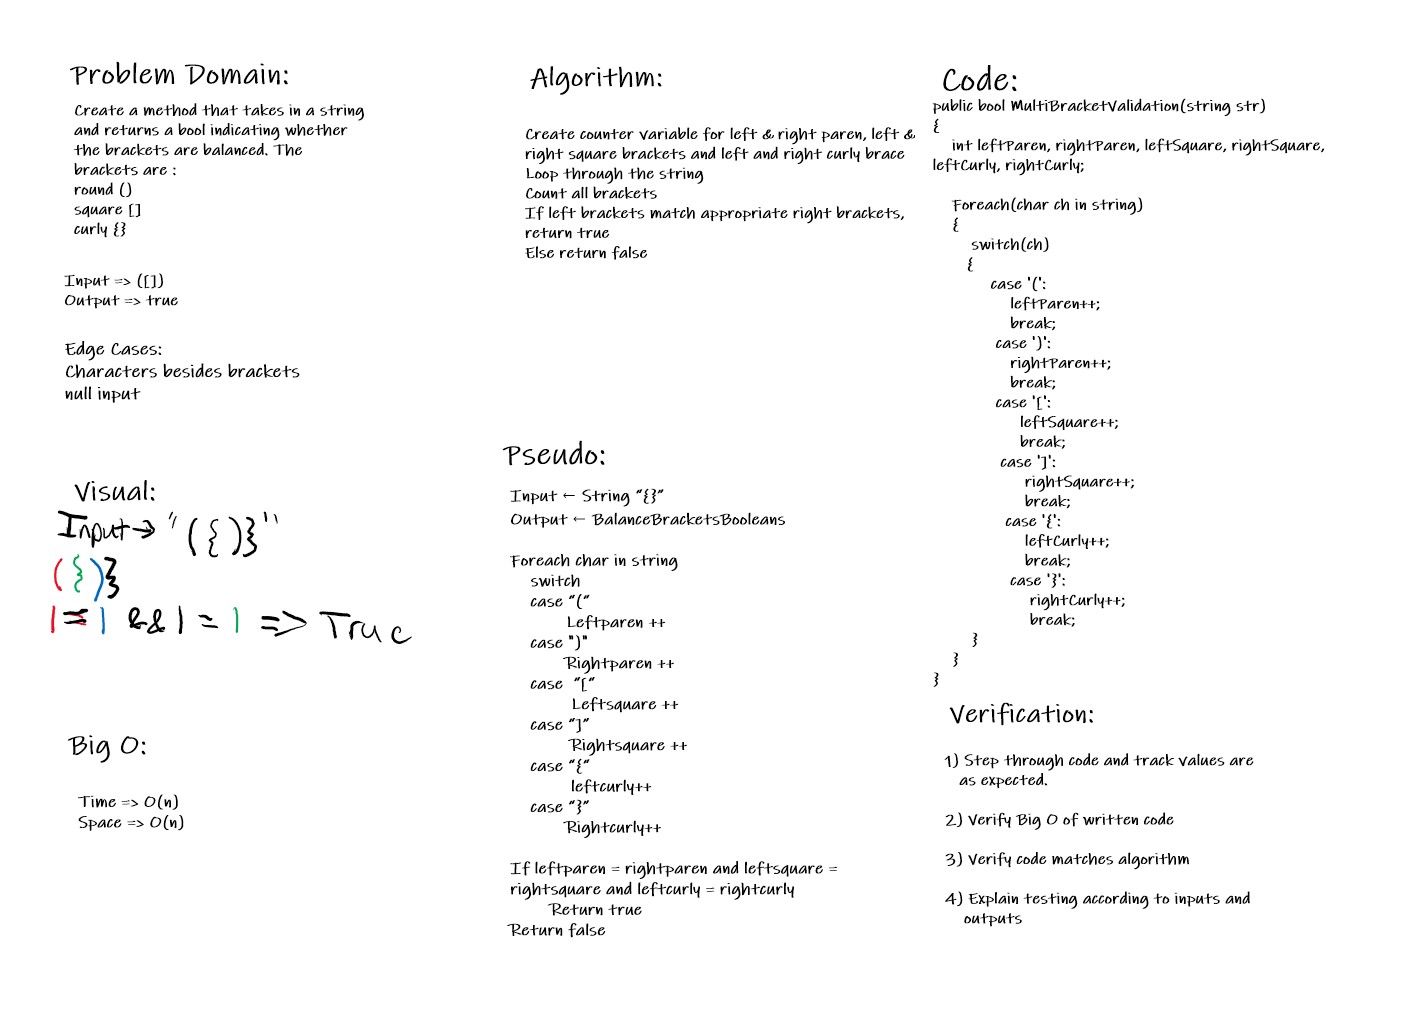 Problem Domain:
Create a method that takes in a string
and returns a bool indicating whether
the brackets are balanced. The
brackets are :
round ()
square []
curly {}
Input => ([])
Output => true
Edge Cases:
Characters besides brackets
null input
Visual:
Input→ "({)}"
({)}
1 = 1 && 1 = 1 => True
Big O:
Time => O(n)
Space => O(n)
Algorithm:
Create counter variable for left & right paren, left &
right square brackets and left and right curly brace
Loop through the string
Count all brackets
If left brackets match appropriate right brackets,
return true
Else return false
Pseudo:
Input ← String "{}"
Output ← BalanceBracketsBooleans
Foreach char in string
switch
case "("
Leftparen ++
case ")"
Rightparen ++
case "["
Leftsquare ++
case "]"
Rightsquare ++
case "{"
leftcurly++
case "}"
Rightcurly++
If leftparen = rightparen and leftsquare =
rightsquare and leftcurly = rightcurly
Return true
Return false
Code:
public bool MultiBracketValidation(string str)
{
int leftParen, rightParen, leftSquare, rightSquare,
leftCurly, rightCurly;
Foreach(char ch in string)
{
switch(ch)
{
case '(':
leftParen++;
break;
case ')':
rightParen++;
break;
case '[':
leftSquare++;
break;
case ']':
rightSquare++;
break;
case '{':
leftCurly++;
break;
case '}':
rightCurly++;
break;
}
}
}
Verification:
1) Step through code and track values are
as expected.
2) Verify Big O of written code
3) Verify code matches algorithm
4) Explain testing according to inputs and
outputs